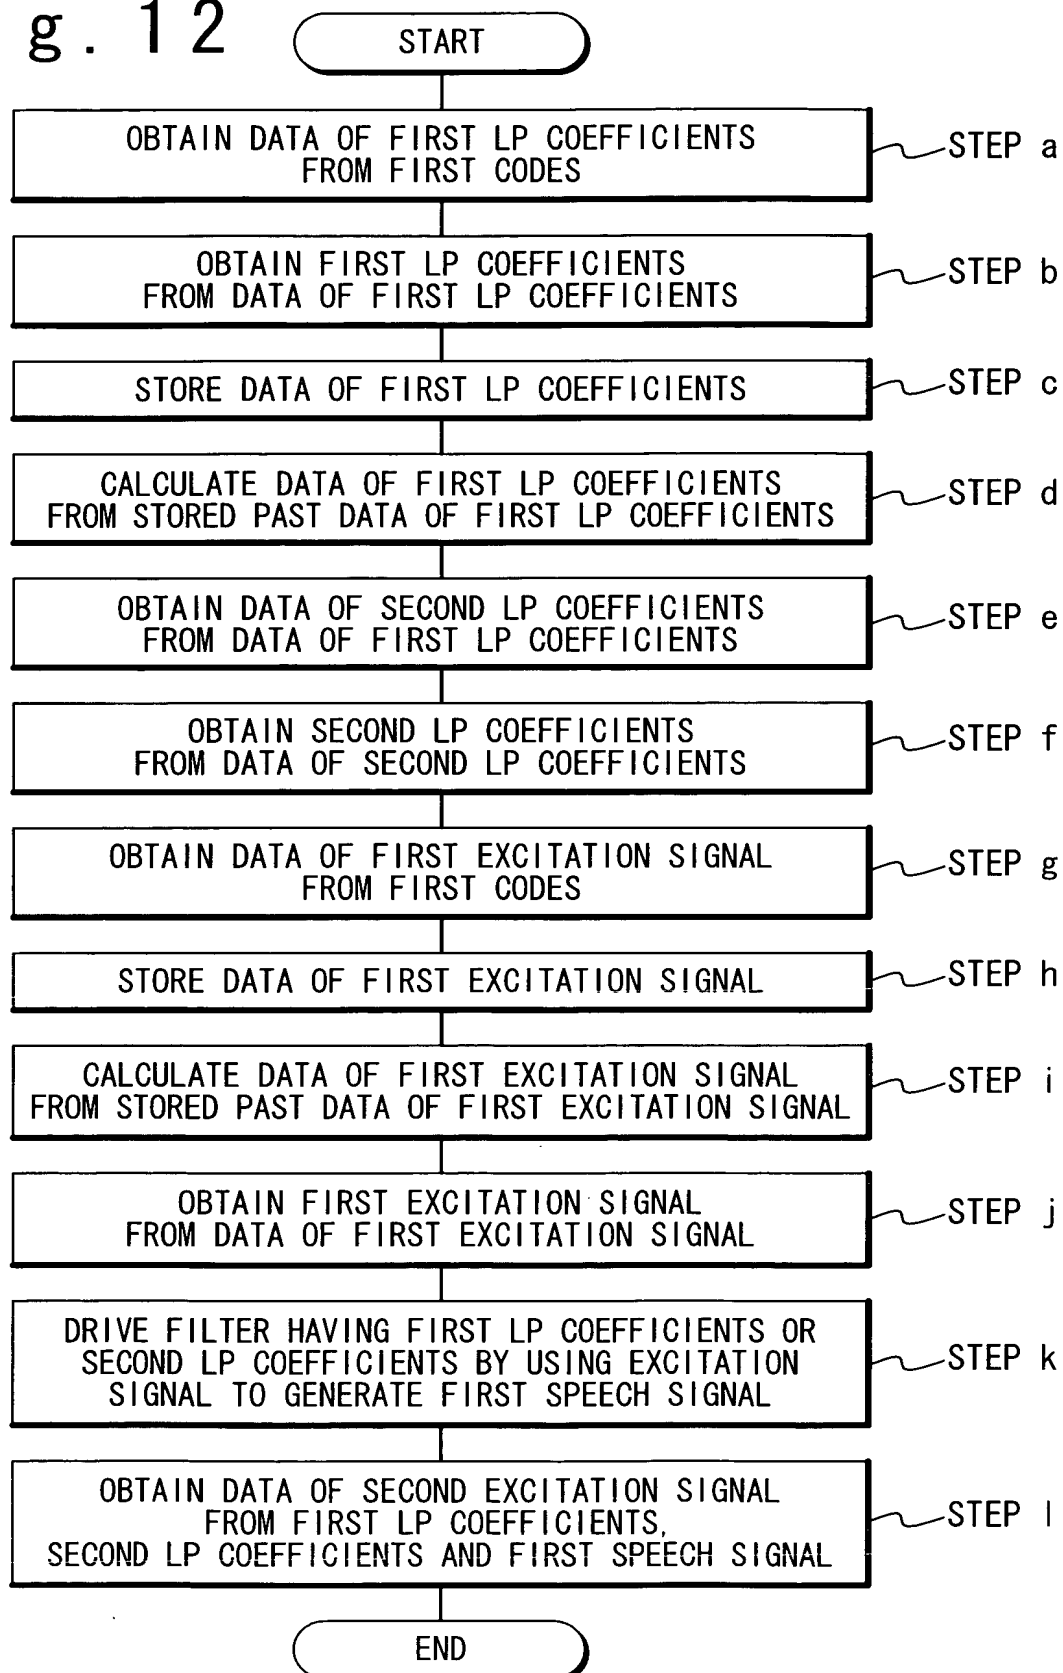 g. 12
START
OBTAIN DATA OF FIRST LP COEFFICIENTS
FROM FIRST CODES
STEP a
OBTAIN FIRST LP COEFFICIENTS
FROM DATA OF FIRST LP COEFFICIENTS
STEP b
STORE DATA OF FIRST LP COEFFICIENTS
STEP c
CALCULATE DATA OF FIRST LP COEFFICIENTS
FROM STORED PAST DATA OF FIRST LP COEFFICIENTS
STEP d
OBTAIN DATA OF SECOND LP COEFFICIENTS
FROM DATA OF FIRST LP COEFFICIENTS
STEP e
OBTAIN SECOND LP COEFFICIENTS
FROM DATA OF SECOND LP COEFFICIENTS
STEP f
OBTAIN DATA OF FIRST EXCITATION SIGNAL
FROM FIRST CODES
STEP g
STORE DATA OF FIRST EXCITATION SIGNAL
STEP h
CALCULATE DATA OF FIRST EXCITATION SIGNAL
FROM STORED PAST DATA OF FIRST EXCITATION SIGNAL
STEP i
OBTAIN FIRST EXCITATION SIGNAL
FROM DATA OF FIRST EXCITATION SIGNAL
STEP j
DRIVE FILTER HAVING FIRST LP COEFFICIENTS OR
SECOND LP COEFFICIENTS BY USING EXCITATION
SIGNAL TO GENERATE FIRST SPEECH SIGNAL
STEP k
OBTAIN DATA OF SECOND EXCITATION SIGNAL
FROM FIRST LP COEFFICIENTS,
SECOND LP COEFFICIENTS AND FIRST SPEECH SIGNAL
STEP l
END